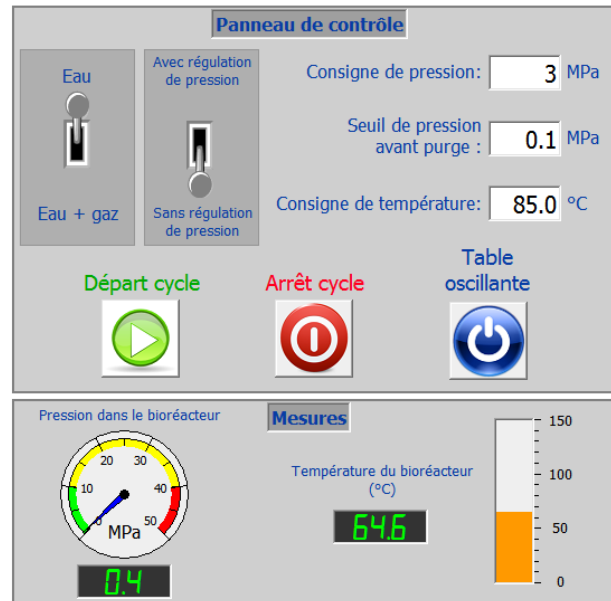 Panneau de contrôle
Eau
Eau + gaz
Avec régulation
de pression
Sans régulation
de pression
Consigne de pression: 3 MPa
Seuil de pression
avant purge : 0.1 MPa
Consigne de température: 85.0 °C
Départ cycle
Arrêt cycle
Table
oscillante
Mesures
Pression dans le bioréacteur
0
10
20
30
40
50
MPa
0.4
Température du bioréacteur
(°C)
64.6
150
100
50
0